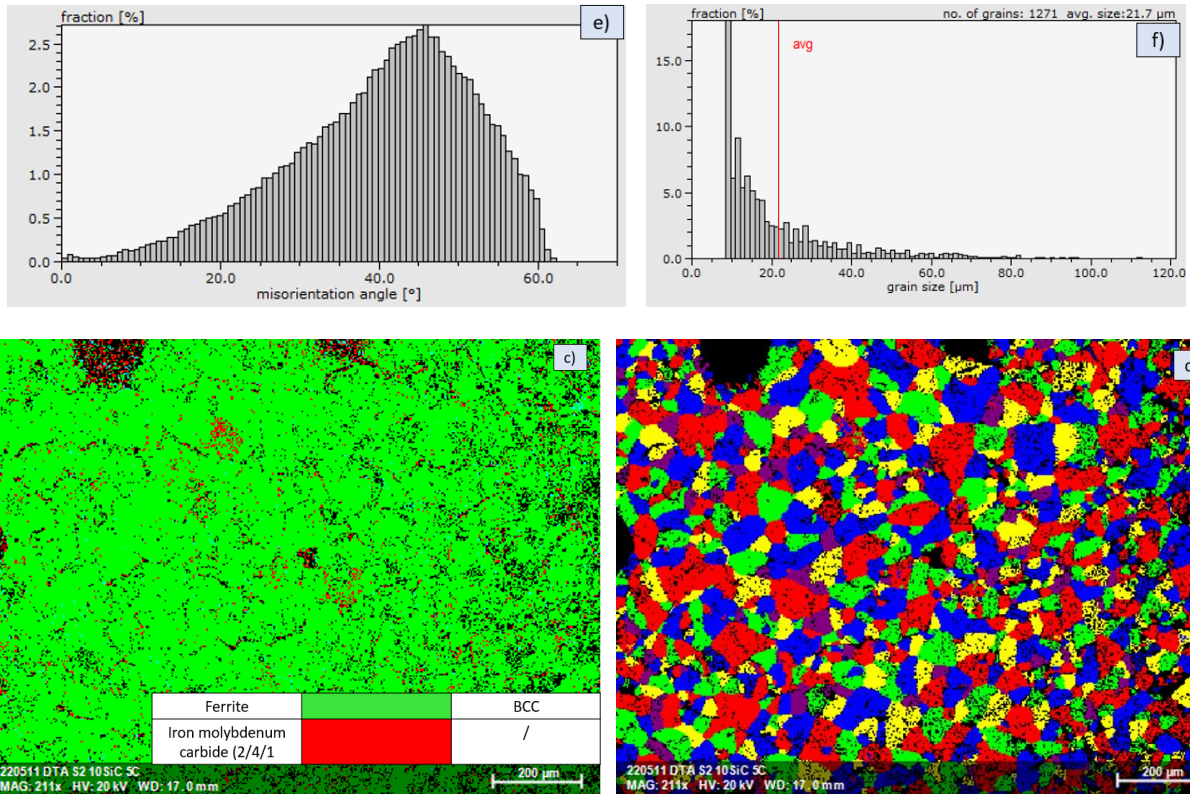 fraction [%]
e)
2.5
2.0
1.5
1.0
0.5
0.0
0.0 20.0 40.0 60.0
misorientation angle [°]
fraction [%] no. of grains: 1271 avg. size:21.7 µm
f)
avg
15.0
10.0
5.0
0.0
0.0 20.0 40.0 60.0 80.0 100.0 120.0
grain size [µm]
c)
Ferrite BCC
Iron molybdenum /
carbide (2/4/1
220511 DTA S2 10SiC 5C
MAG: 211x HV: 20 kV WD: 17.0 mm
200 µm
220511 DTA S2 10SiC 5C
MAG: 211x HV: 20 kV WD: 17.0 mm
200 µm